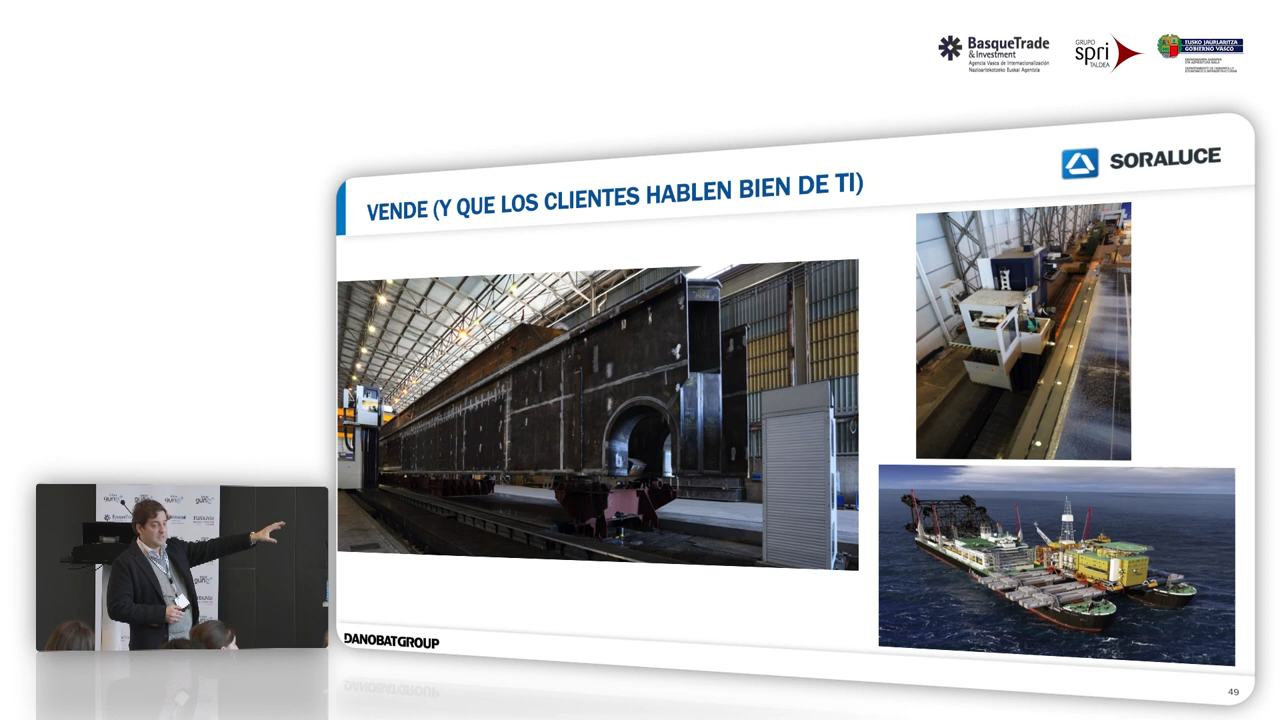 BasqueTrade
& Investment
Agencia Vasca de Internacionalización
Nazioartekotzeko Euskal Agentzia
GRUPO
spri
TALDEA
EUSKO JAURLARITZA
GOBIERNO VASCO
SORALUCE
VENDE (Y QUE LOS CLIENTES HABLEN BIEN DE TI)
BasqueTrade
DANOBATGROUP
49